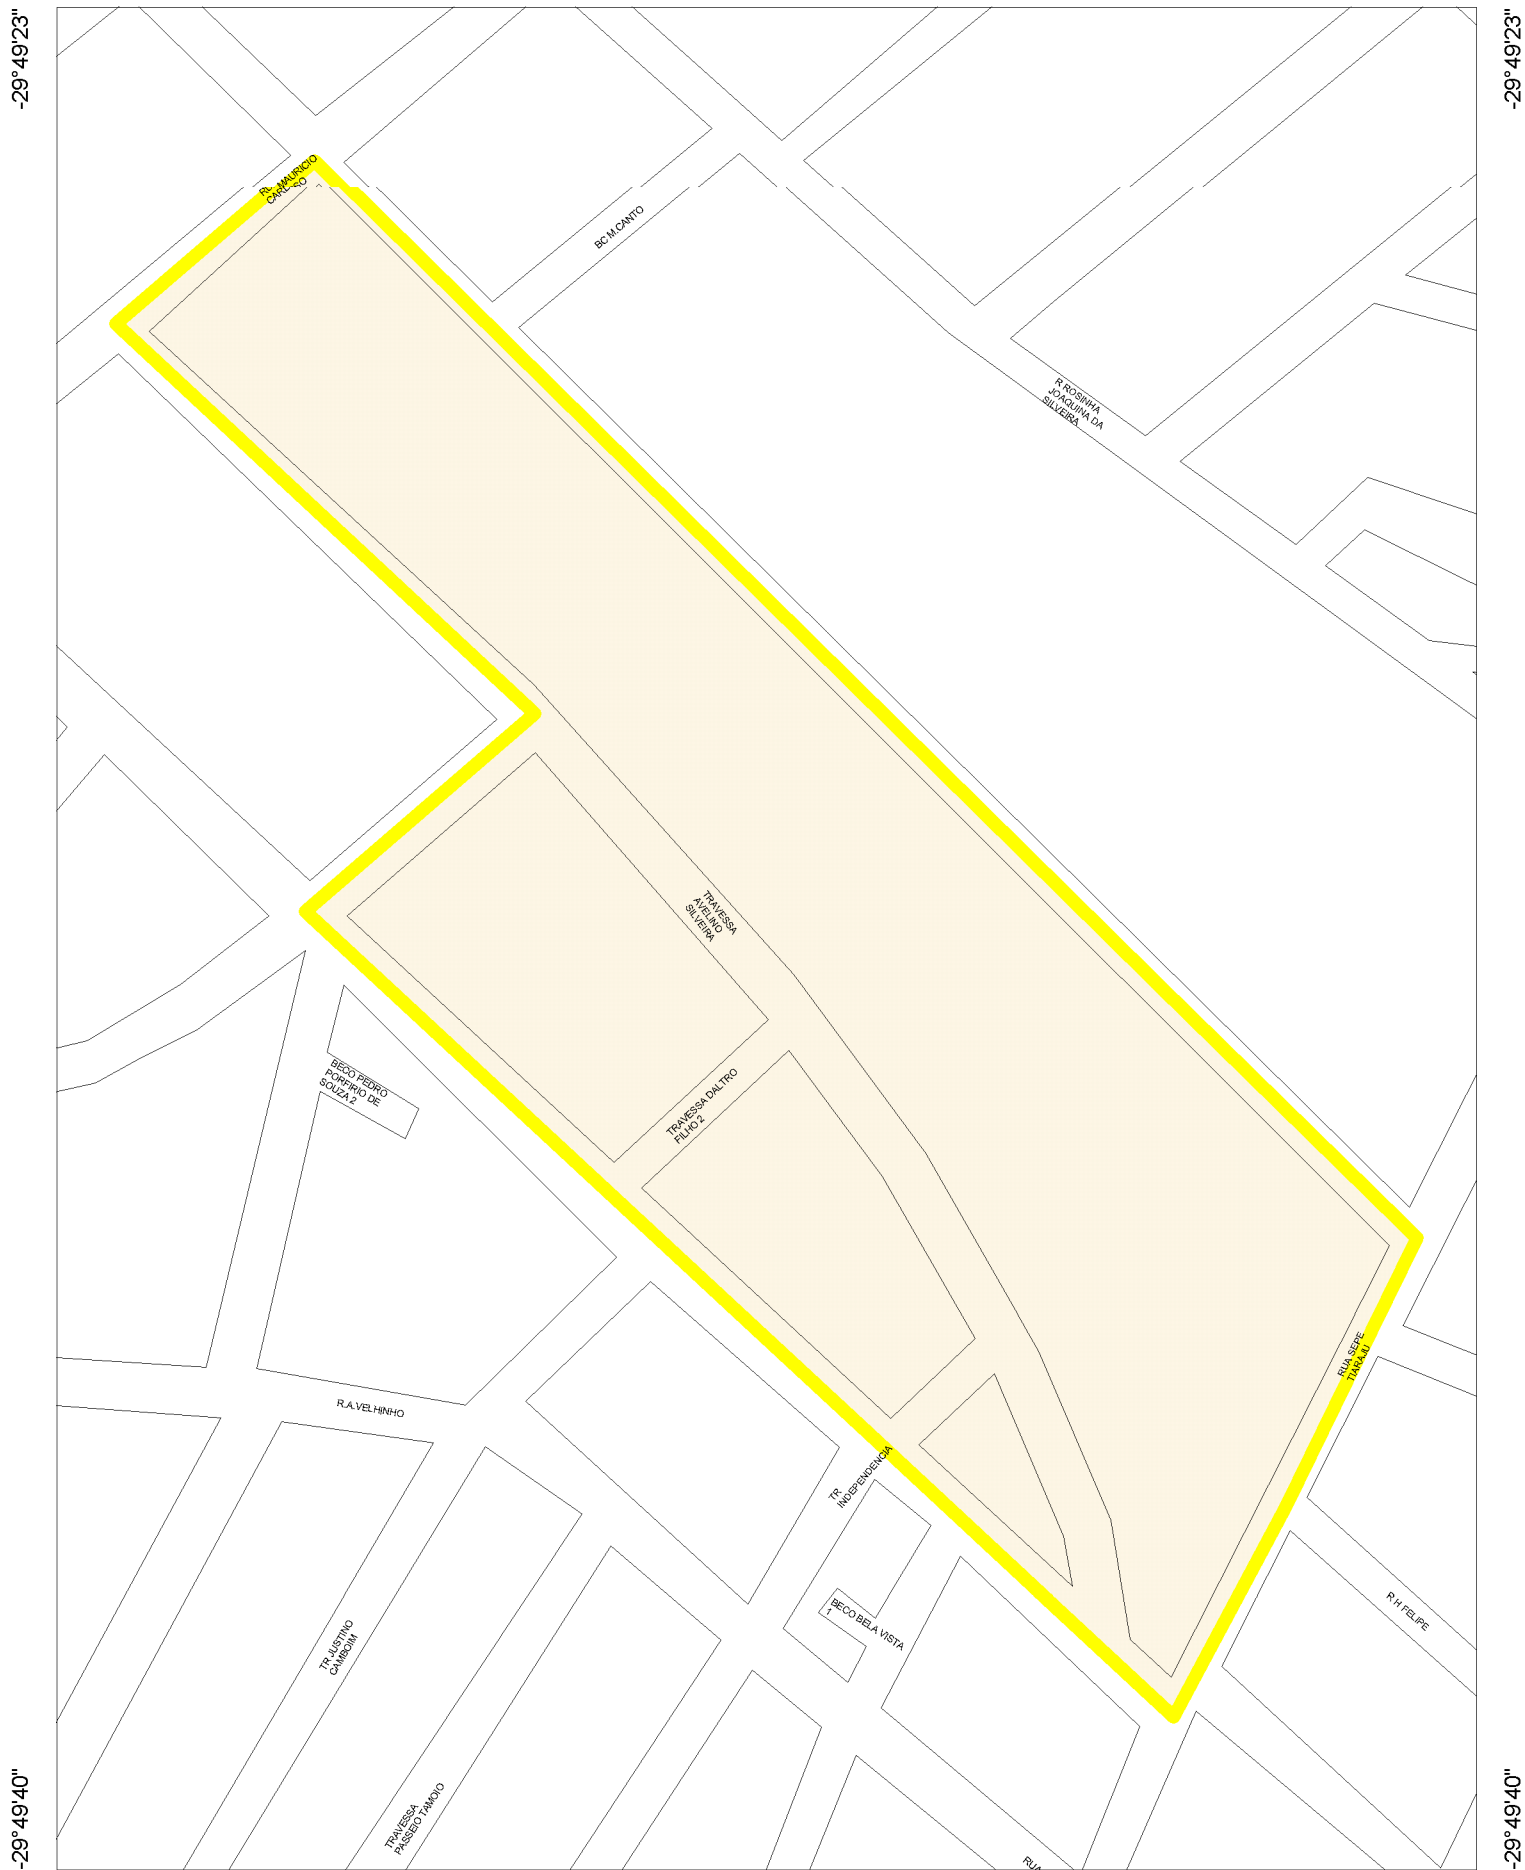 -29°49'23"
-29°49'23"
MAURICIO
BC M.CANTO
R ROSINHA
JOAQUINA DA
SILVEIRA
TRAVESSA
AVELINO
SILVEIRA
BECO PEDRO
PORFIRIO DE
SOUZA 2
TRAVESSA DALTRO
FILHO 2
RUA SEPE
TIARAJU
R.A.VELHINHO
TR
INDEPENDENCIA
BECO BELA VISTA
1
R H FELIPE
TR JUSTINO
CAMBOIM
TRAVESSA
PASSEIO TAMOIO
RUA
-29°49'40"
-29°49'40"